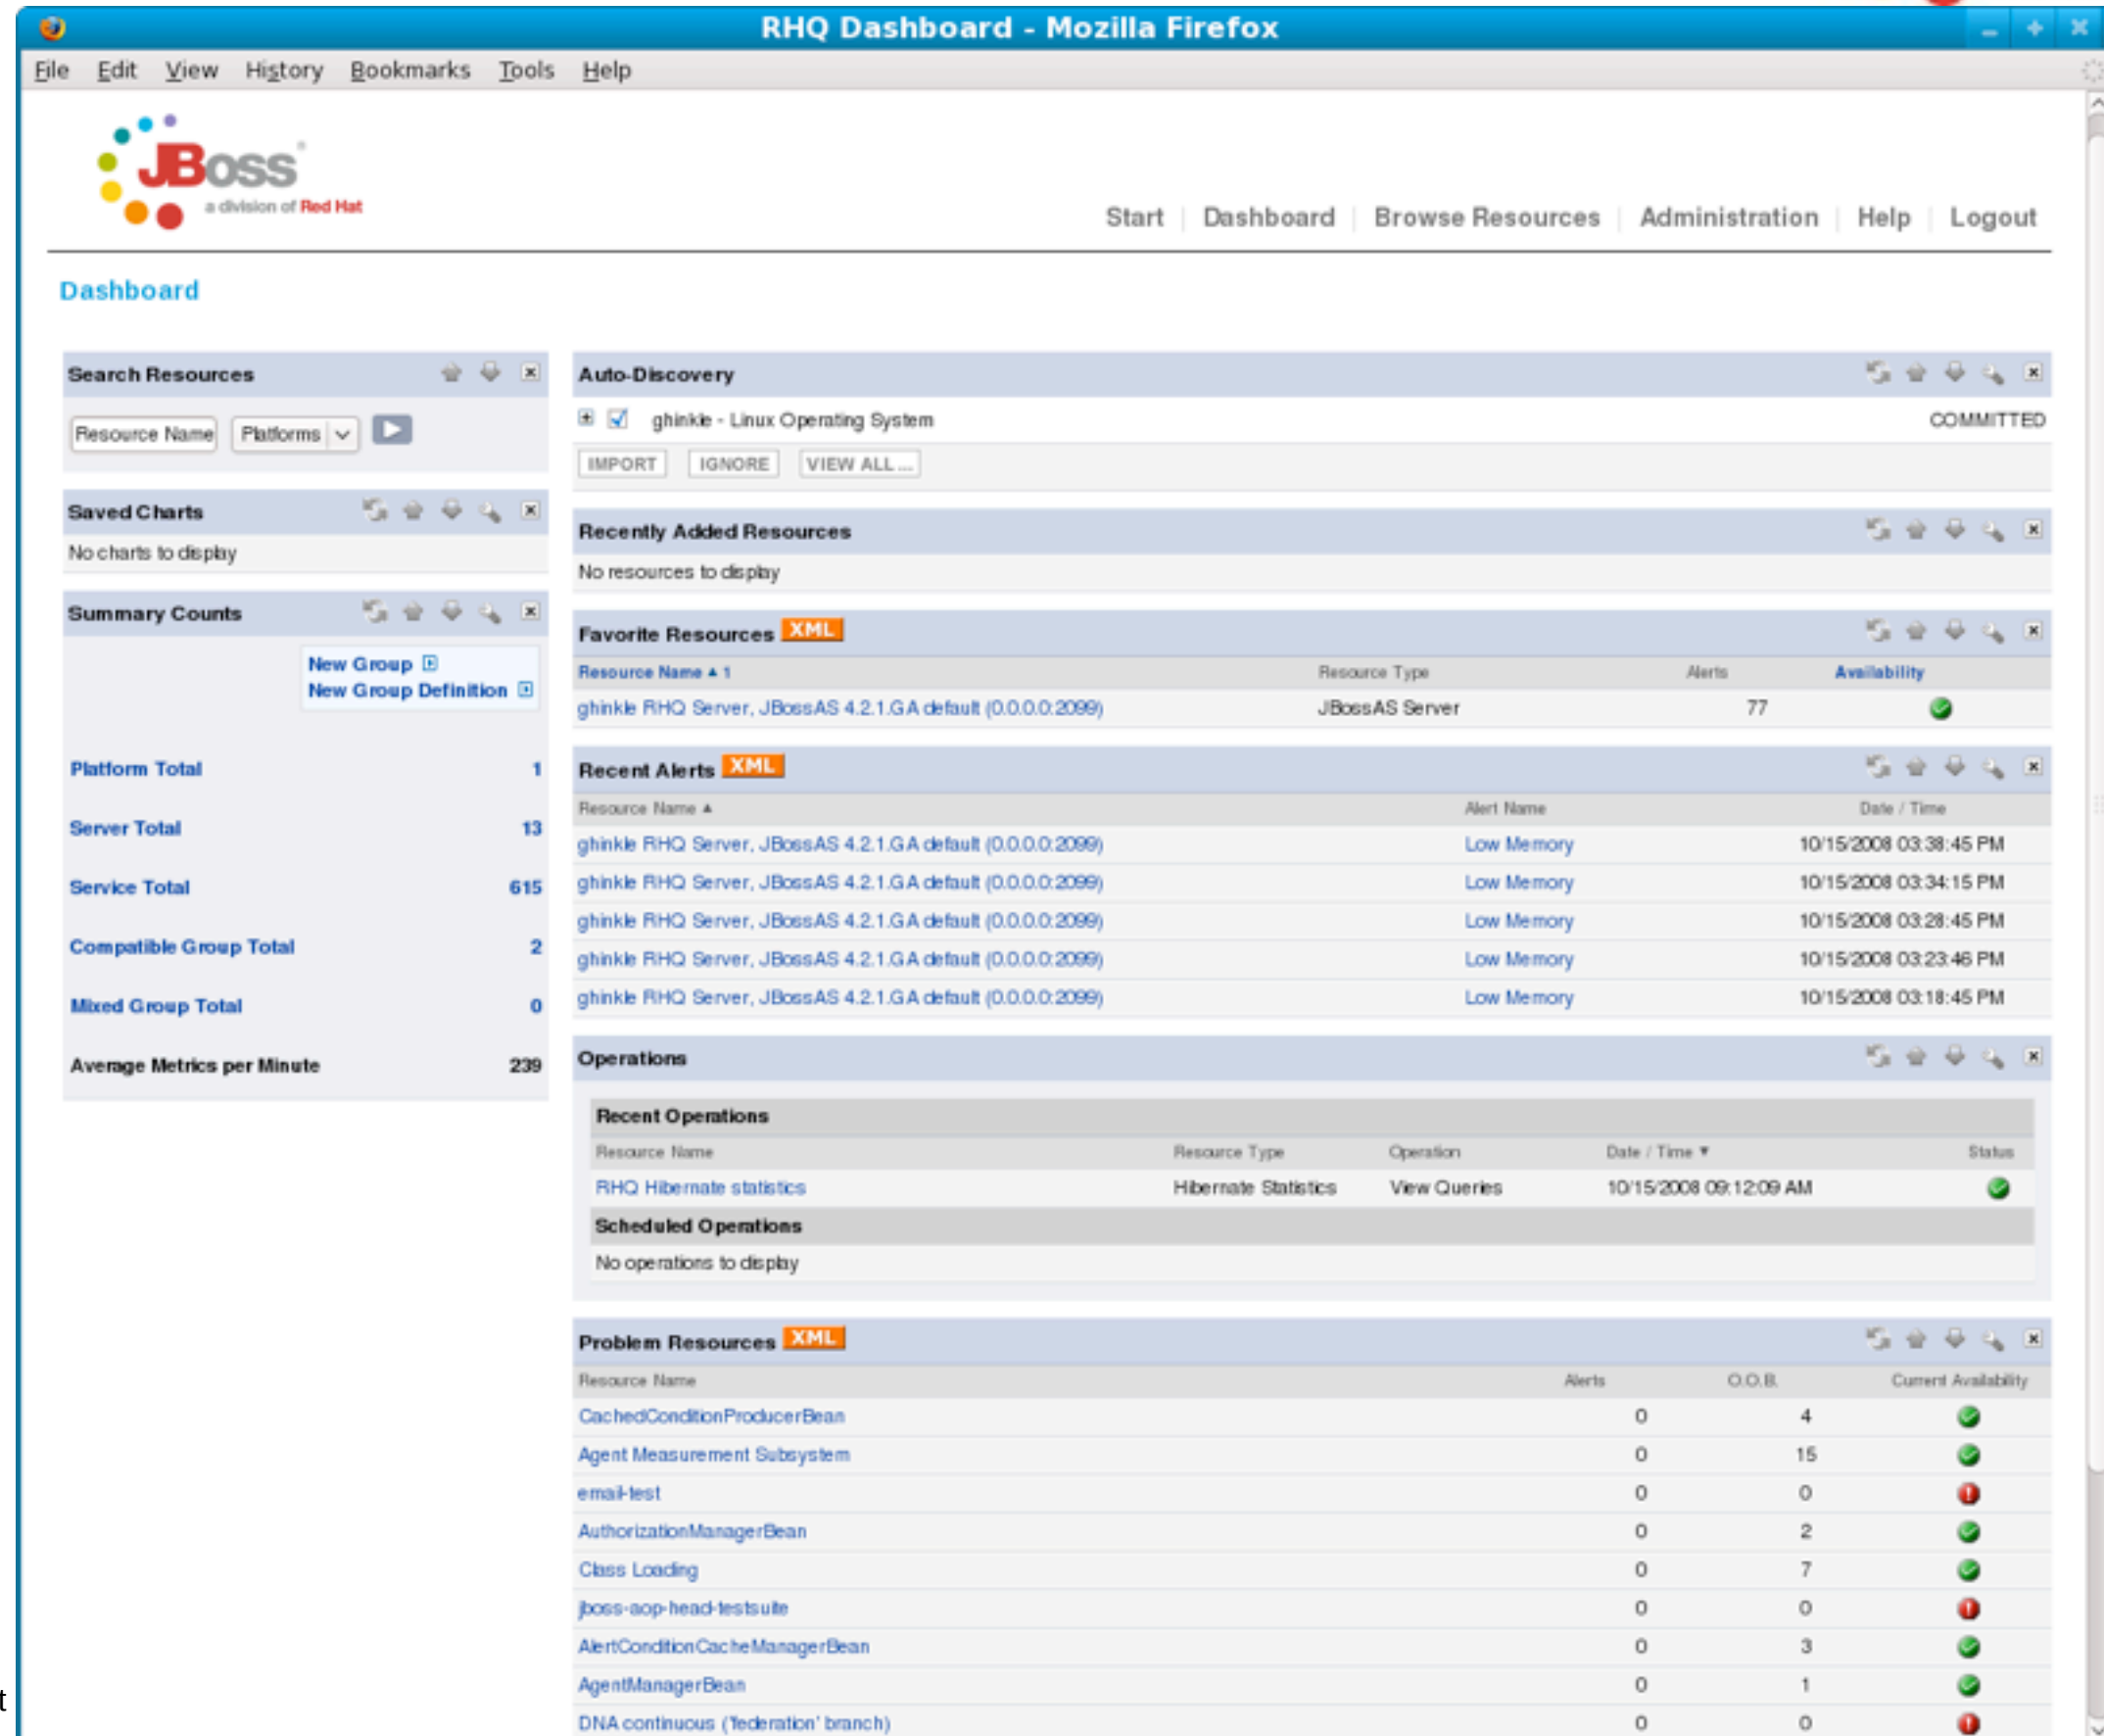 RHQ Dashboard - Mozilla Firefox
File Edit View History Bookmarks Tools Help
JBoss
a division of Red Hat
Start Dashboard Browse Resources Administration Help Logout
Dashboard
Search Resources
Resource Name Platforms
Saved Charts
No charts to display
Summary Counts
New Group
New Group Definition
Platform Total 1
Server Total 13
Service Total 615
Compatible Group Total 2
Mixed Group Total 0
Average Metrics per Minute 239
Auto-Discovery
ghinkle - Linux Operating System COMMITTED
IMPORT IGNORE VIEW ALL ...
Recently Added Resources
No resources to display
Favorite Resources XML
Resource Name ▲ 1 Resource Type Alerts Availability
ghinkle RHQ Server, JBossAS 4.2.1.GA default (0.0.0.0:2099) JBossAS Server 77
Recent Alerts XML
Resource Name ▲ Alert Name Date / Time
ghinkle RHQ Server, JBossAS 4.2.1.GA default (0.0.0.0:2099) Low Memory 10/15/2008 03:38:45 PM
ghinkle RHQ Server, JBossAS 4.2.1.GA default (0.0.0.0:2099) Low Memory 10/15/2008 03:34:15 PM
ghinkle RHQ Server, JBossAS 4.2.1.GA default (0.0.0.0:2099) Low Memory 10/15/2008 03:28:45 PM
ghinkle RHQ Server, JBossAS 4.2.1.GA default (0.0.0.0:2099) Low Memory 10/15/2008 03:23:46 PM
ghinkle RHQ Server, JBossAS 4.2.1.GA default (0.0.0.0:2099) Low Memory 10/15/2008 03:18:45 PM
Operations
Recent Operations
Resource Name Resource Type Operation Date / Time ▼ Status
RHQ Hibernate statistics Hibernate Statistics View Queries 10/15/2008 09:12:09 AM
Scheduled Operations
No operations to display
Problem Resources XML
Resource Name Alerts O.O.B. Current Availability
CachedConditionProducerBean 0 4
Agent Measurement Subsystem 0 15
email-test 0 0
AuthorizationManagerBean 0 2
Class Loading 0 7
jboss-aop-head-testsuite 0 0
AlertConditionCacheManagerBean 0 3
AgentManagerBean 0 1
DNA continuous ('federation' branch) 0 0
t